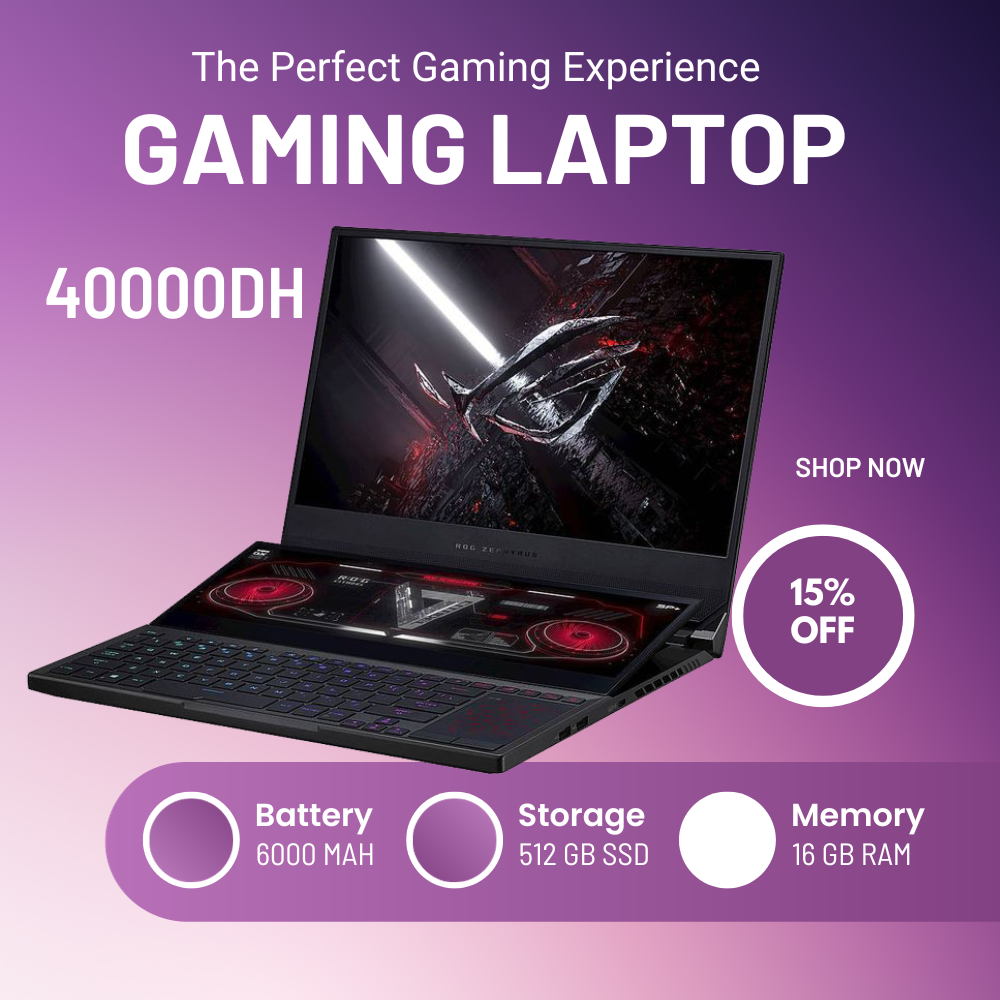 The Perfect Gaming Experience
GAMING LAPTOP
40000DH
SHOP NOW
ROG ZEPHYRUS
ROG
15%
OFF
Battery
6000 MAH
Storage
512 GB SSD
Memory
16 GB RAM